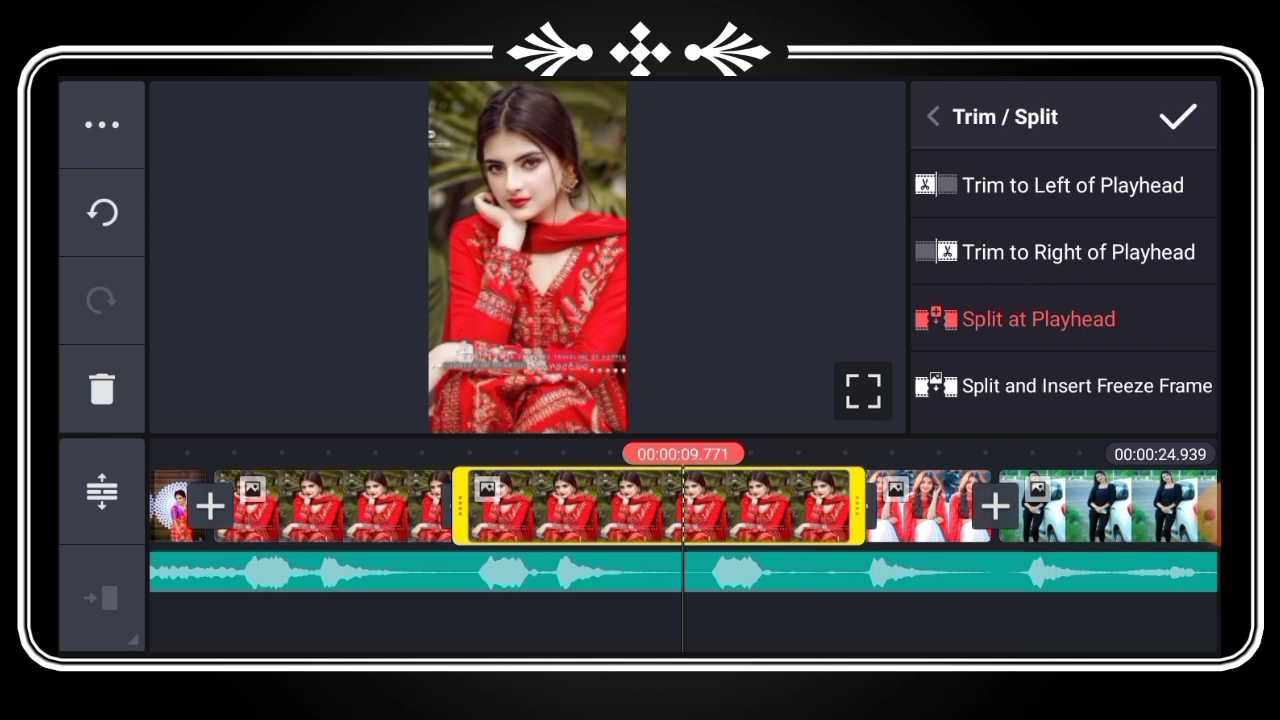 Trim / Split
Trim to Left of Playhead
Trim to Right of Playhead
Split at Playhead
Split and Insert Freeze Frame
00:00:09.771
00:00:24.939